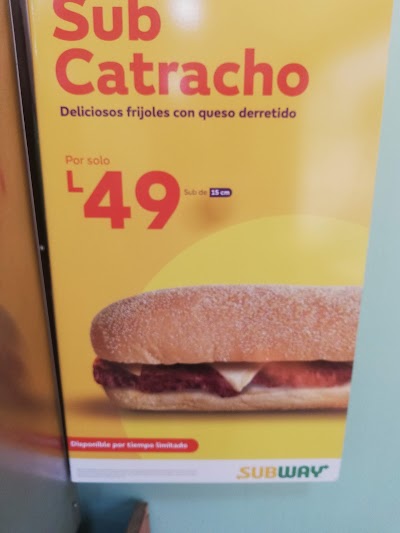 Sub
Catracho
Deliciosos frijoles con queso derretido
Por solo
L49
Sub de 15 cm
Disponible por tiempo limitado
SUBWAY